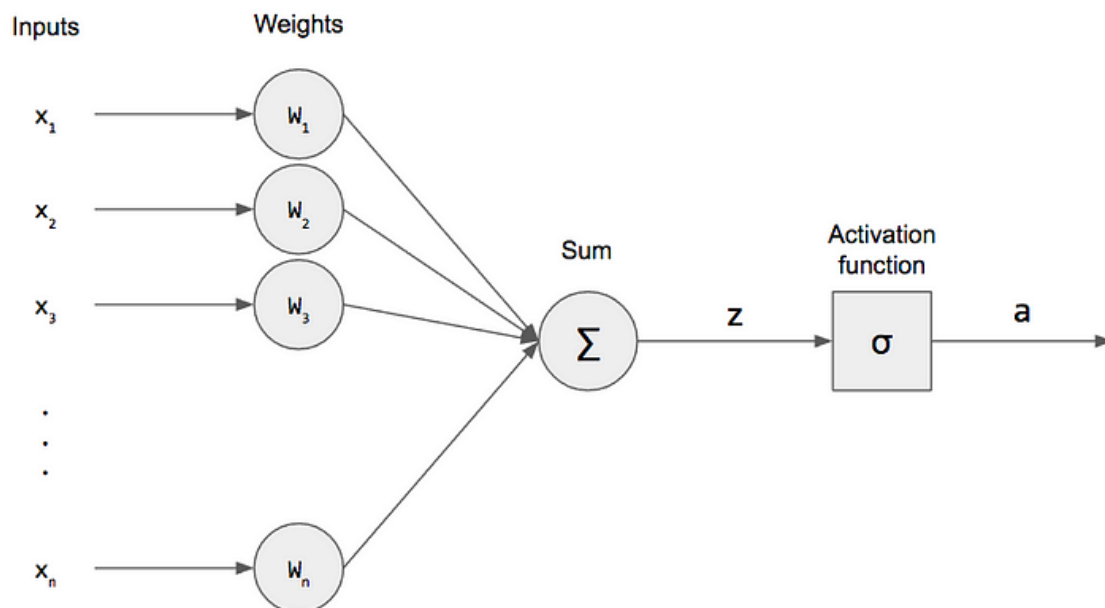 Inputs
Weights
x₁
W₁
x₂
W₂
x₃
W₃
.
.
.
xₙ
Wₙ
Sum
Σ
z
Activation
function
σ
a